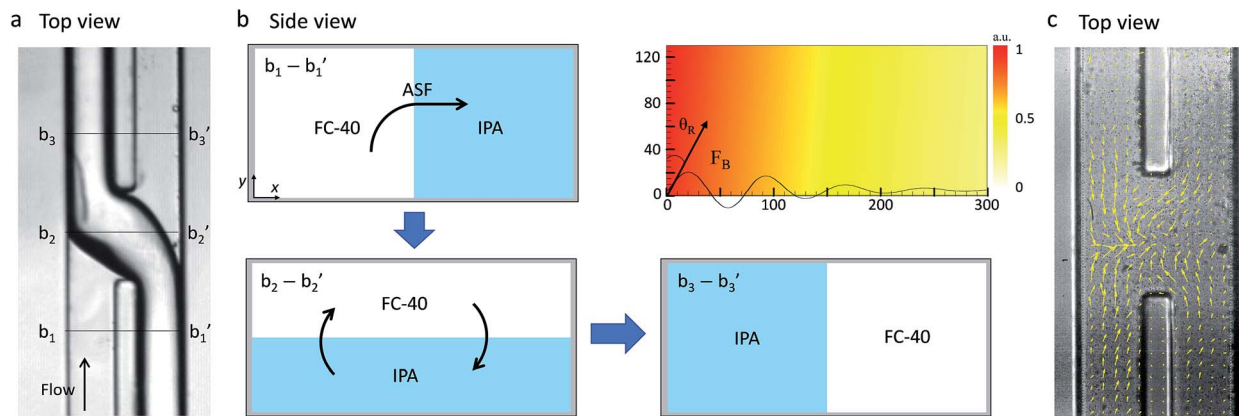 a Top view
b₃ b₃'
b₂ b₂'
b₁ b₁'
Flow
b Side view
b₁ – b₁'
ASF
FC-40
IPA
y
x
b₂ – b₂'
FC-40
IPA
a.u.
1
0.5
0
120
80
40
0
θR
FB
0 100 200 300
b₃ – b₃'
IPA
FC-40
c Top view